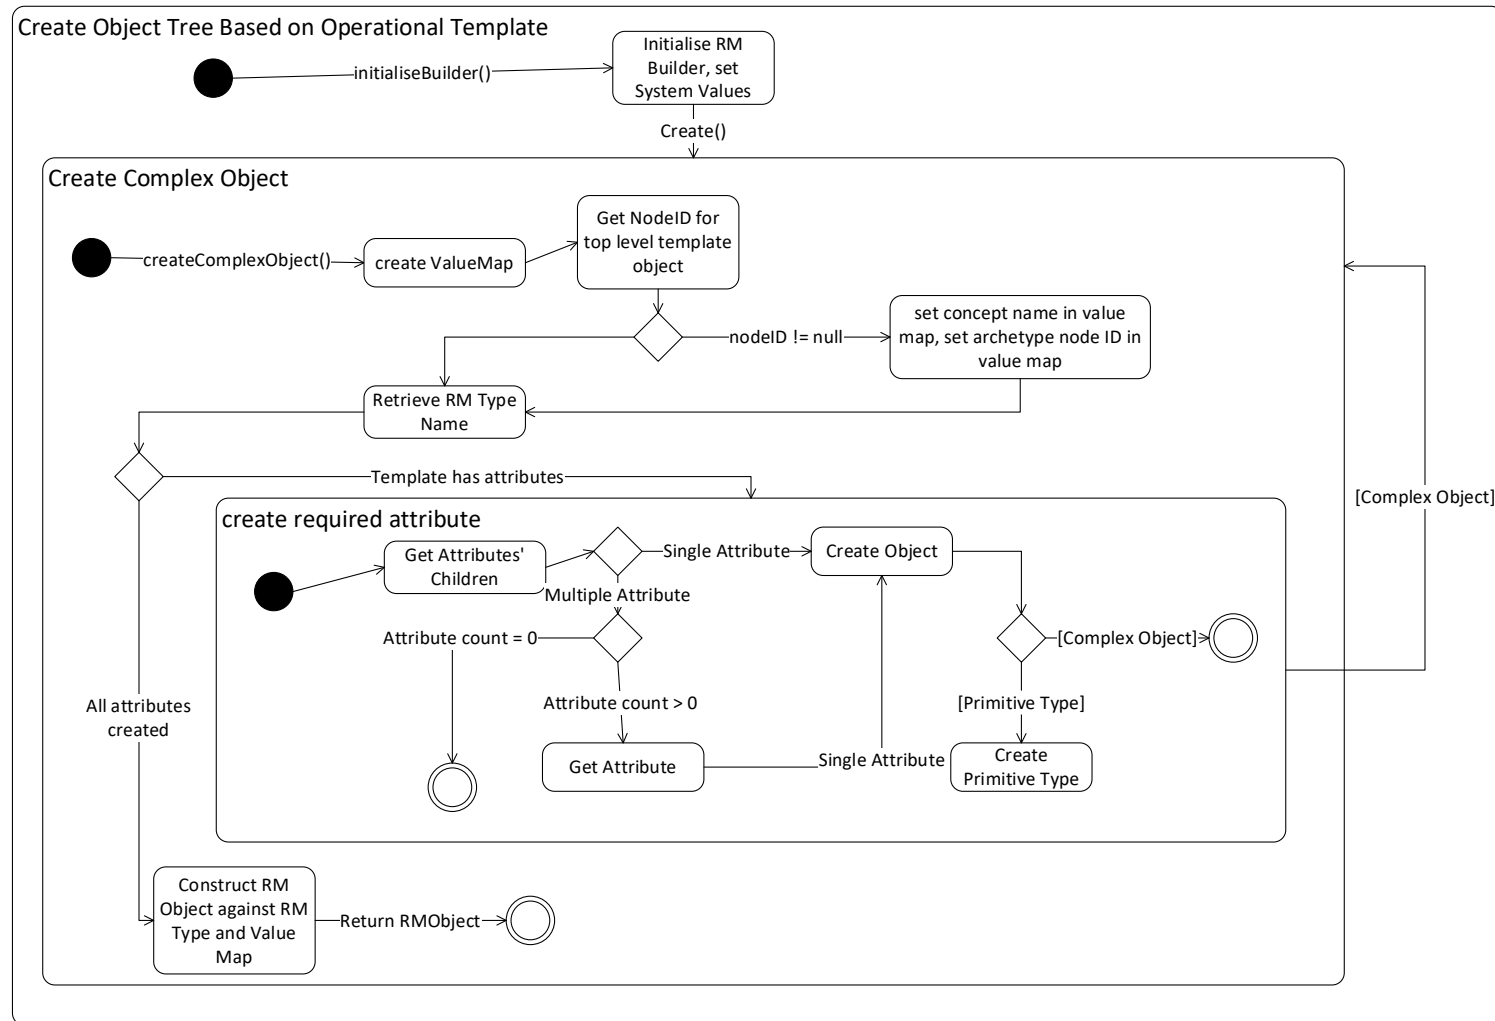 Create Object Tree Based on Operational Template
Initialise RM
Builder, set
System Values
initialiseBuilder()
Create()
Create Complex Object
Get NodeID for
top level template
object
createComplexObject()
create ValueMap
set concept name in value
map, set archetype node ID in
value map
nodeID != null
Retrieve RM Type
Name
Template has attributes
[Complex Object]
create required attribute
Get Attributes'
Children
Single Attribute
Create Object
Multiple Attribute
Attribute count = 0
[Complex Object]
Attribute count > 0
[Primitive Type]
All attributes
created
Get Attribute
Single Attribute
Create
Primitive Type
Construct RM
Object against RM
Type and Value
Map
Return RMObject